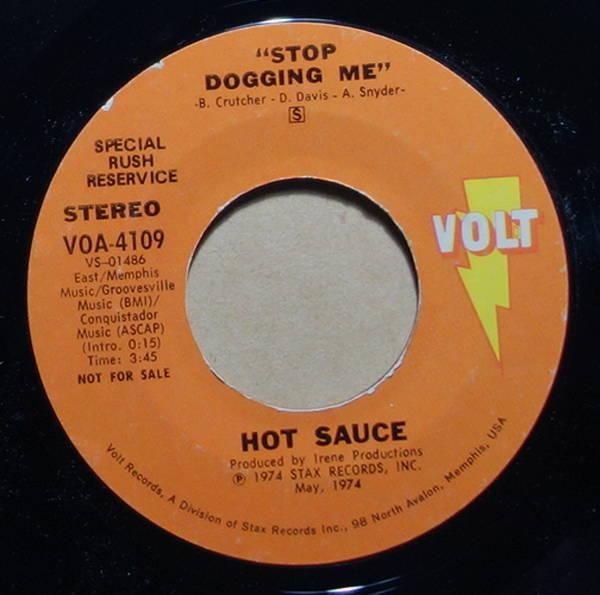 "STOP
DOGGING ME"
-B. Crutcher - D. Davis - A. Snyder-
S
SPECIAL
RUSH
RESERVICE
STEREO
VOA-4109
VS-01486
East/Memphis
Music/Groovesville
Music (BMI)/
Conquistador
Music (ASCAP)
(Intro. 0:15)
Time: 3:45
NOT FOR SALE
VOLT
HOT SAUCE
Produced by Irene Productions
℗ 1974 STAX RECORDS, INC.
May, 1974
Volt Records, A Division of Stax Records Inc., 98 North Avalon, Memphis, USA